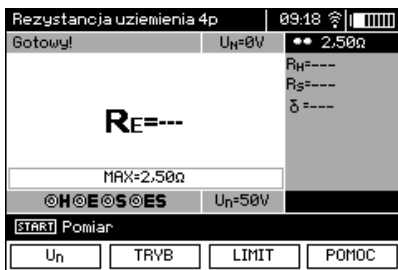 Rezystancja uziemienia 4p 09:18
Gotowy! UN=0V 2,50Ω
RH=---
RS=---
δ=---
RE=---
MAX=2,50Ω
H E S ES Un=50V
START Pomiar
Un TRYB LIMIT POMOC